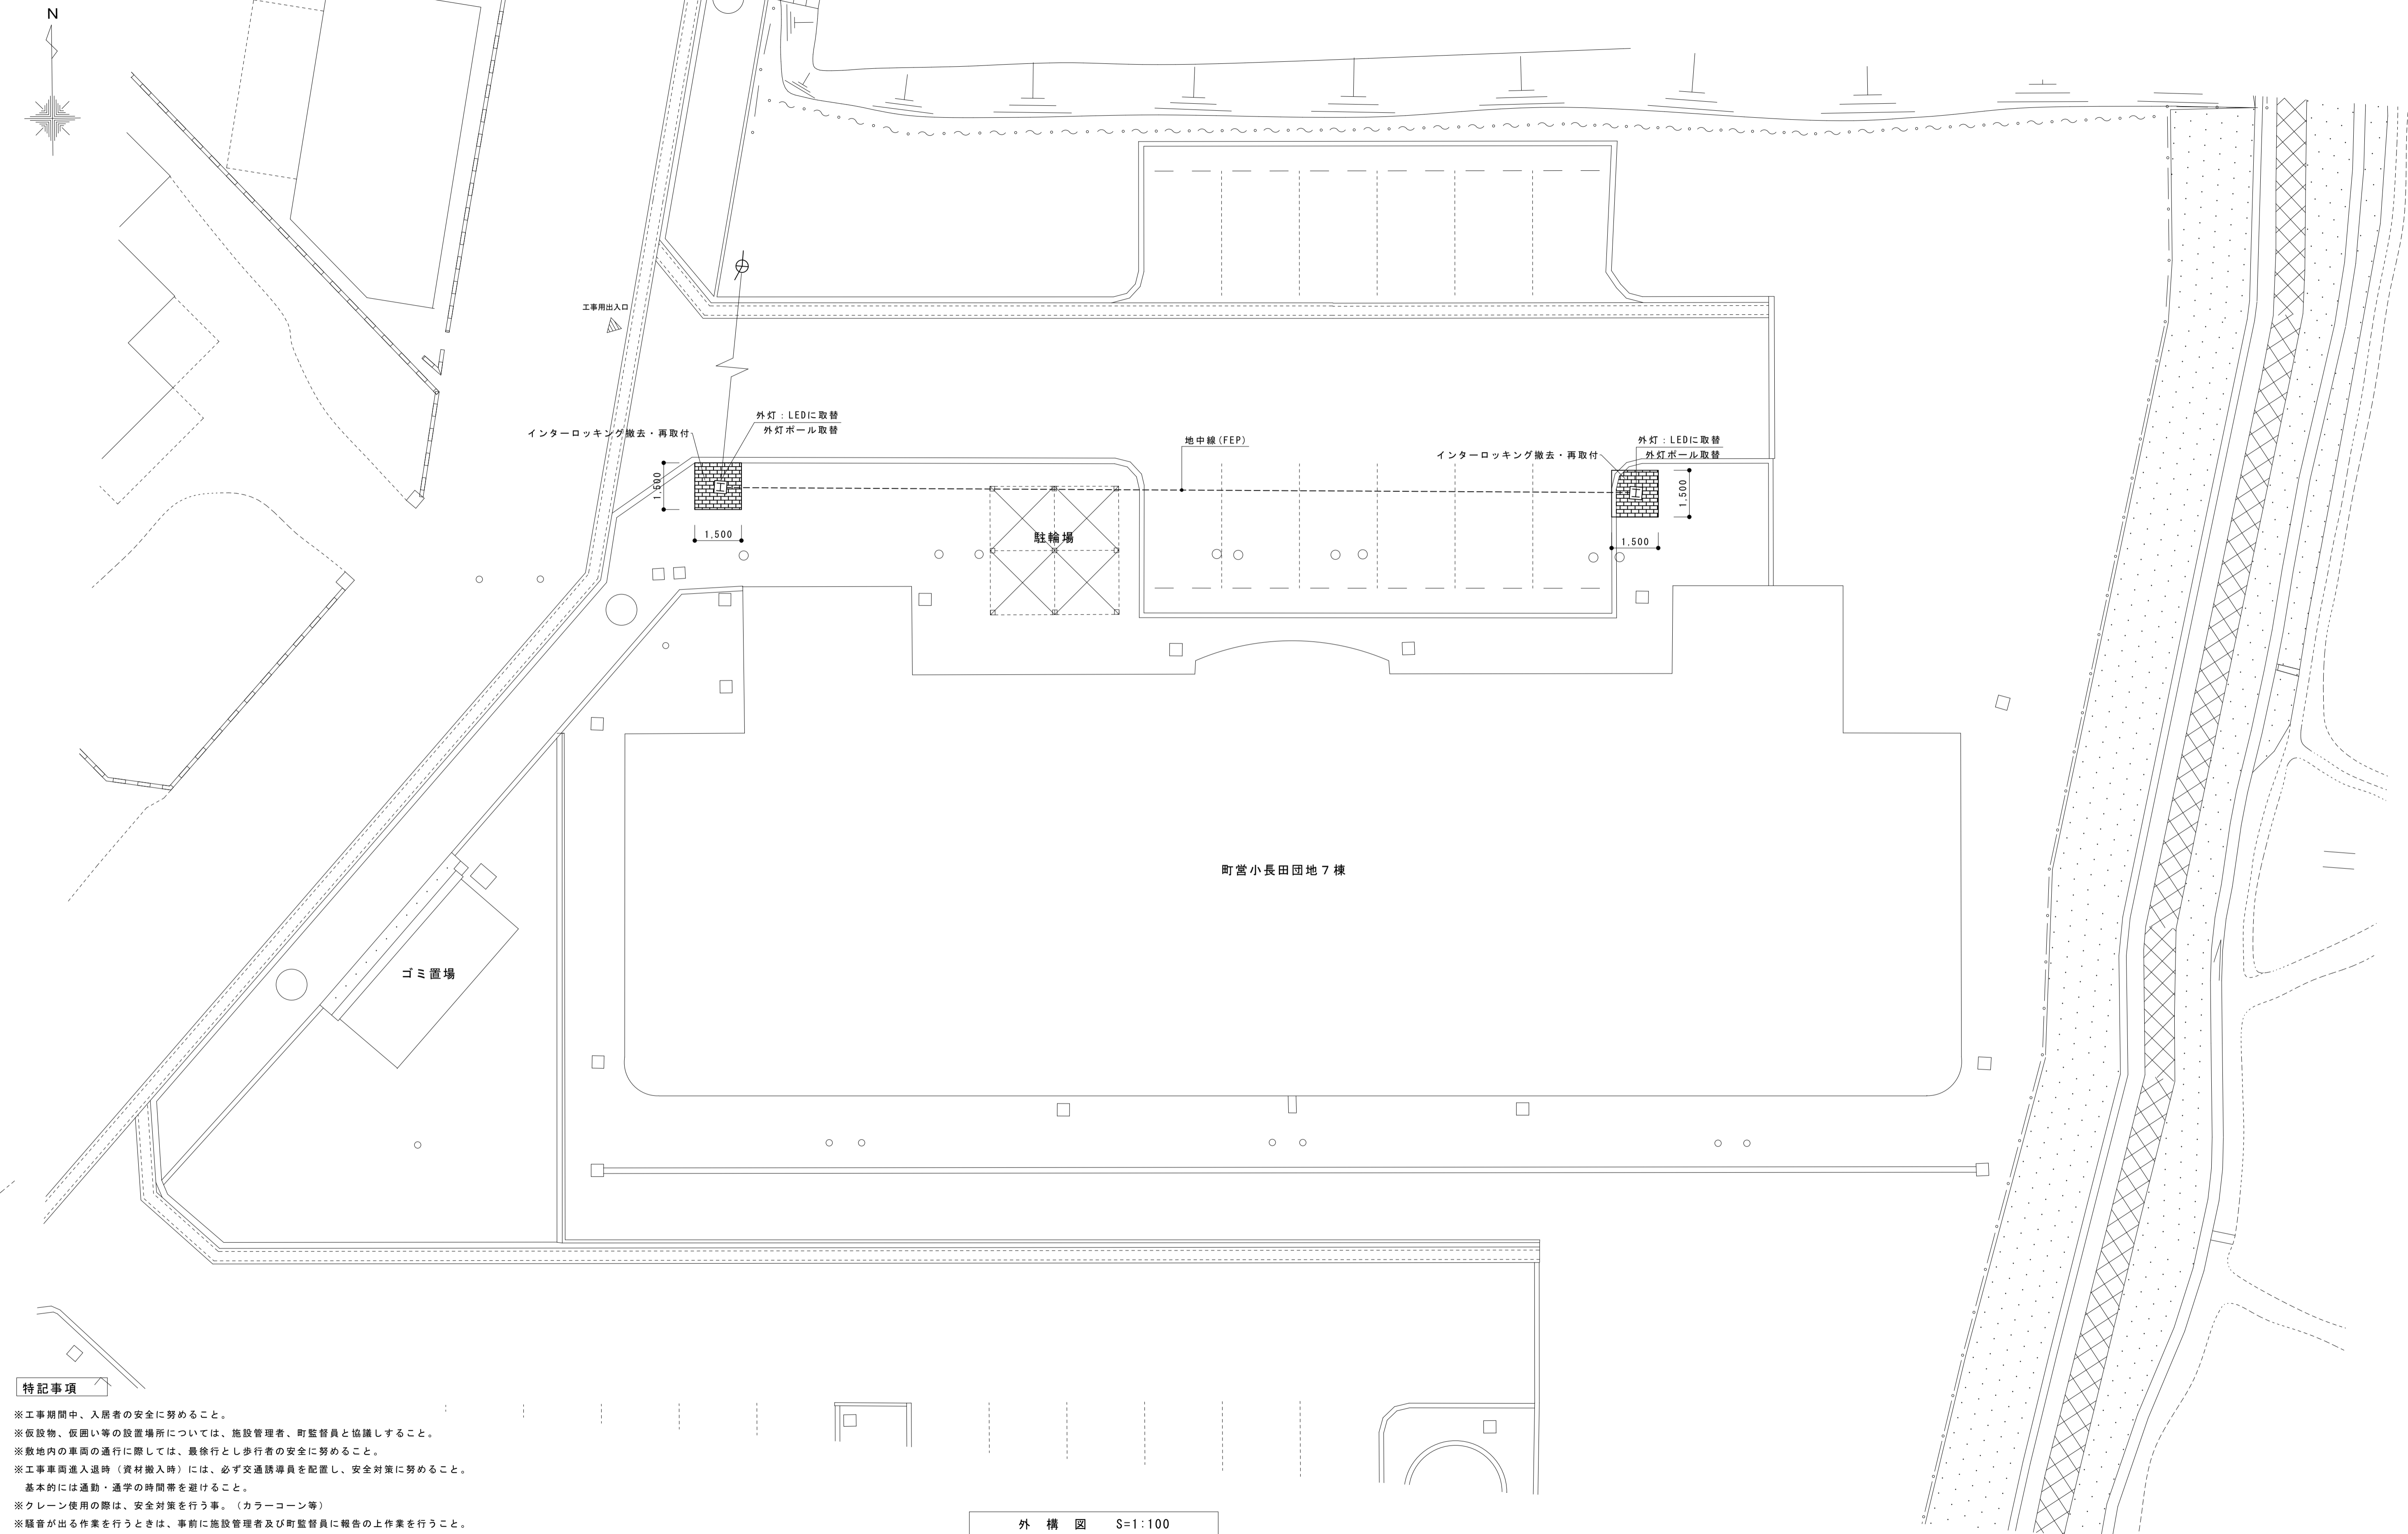 N
工事用出入口
外灯：LEDに取替
外灯ポール取替
インターロッキング撤去・再取付
1,500
1,500
地中線(FEP)
外灯：LEDに取替
外灯ポール取替
インターロッキング撤去・再取付
1,500
1,500
駐輪場
町営小長田団地７棟
ゴミ置場
特記事項
※工事期間中、入居者の安全に努めること。
※仮設物、仮囲い等の設置場所については、施設管理者、町監督員と協議しすること。
※敷地内の車両の通行に際しては、最徐行とし歩行者の安全に努めること。
※工事車両進入退時（資材搬入時）には、必ず交通誘導員を配置し、安全対策に努めること。
基本的には通勤・通学の時間帯を避けること。
※クレーン使用の際は、安全対策を行う事。（カラーコーン等）
※騒音が出る作業を行うときは、事前に施設管理者及び町監督員に報告の上作業を行うこと。
外　構　図　　S=1:100